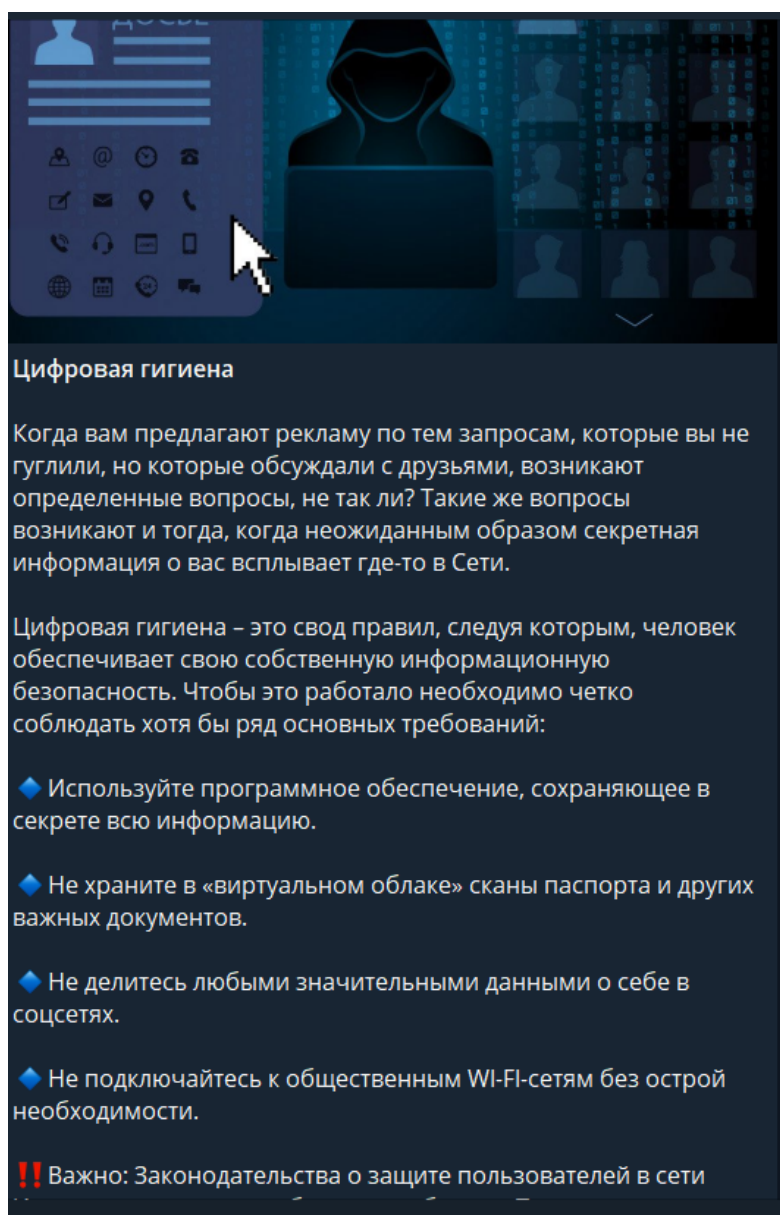 ДОСЬЕ
Цифровая гигиена
Когда вам предлагают рекламу по тем запросам, которые вы не
гуглили, но которые обсуждали с друзьями, возникают
определенные вопросы, не так ли? Такие же вопросы
возникают и тогда, когда неожиданным образом секретная
информация о вас всплывает где-то в Сети.
Цифровая гигиена – это свод правил, следуя которым, человек
обеспечивает свою собственную информационную
безопасность. Чтобы это работало необходимо четко
соблюдать хотя бы ряд основных требований:
🔹Используйте программное обеспечение, сохраняющее в
секрете всю информацию.
🔹Не храните в «виртуальном облаке» сканы паспорта и других
важных документов.
🔹Не делитесь любыми значительными данными о себе в
соцсетях.
🔹Не подключайтесь к общественным WI-FI-сетям без острой
необходимости.
‼Важно: Законодательства о защите пользователей в сети